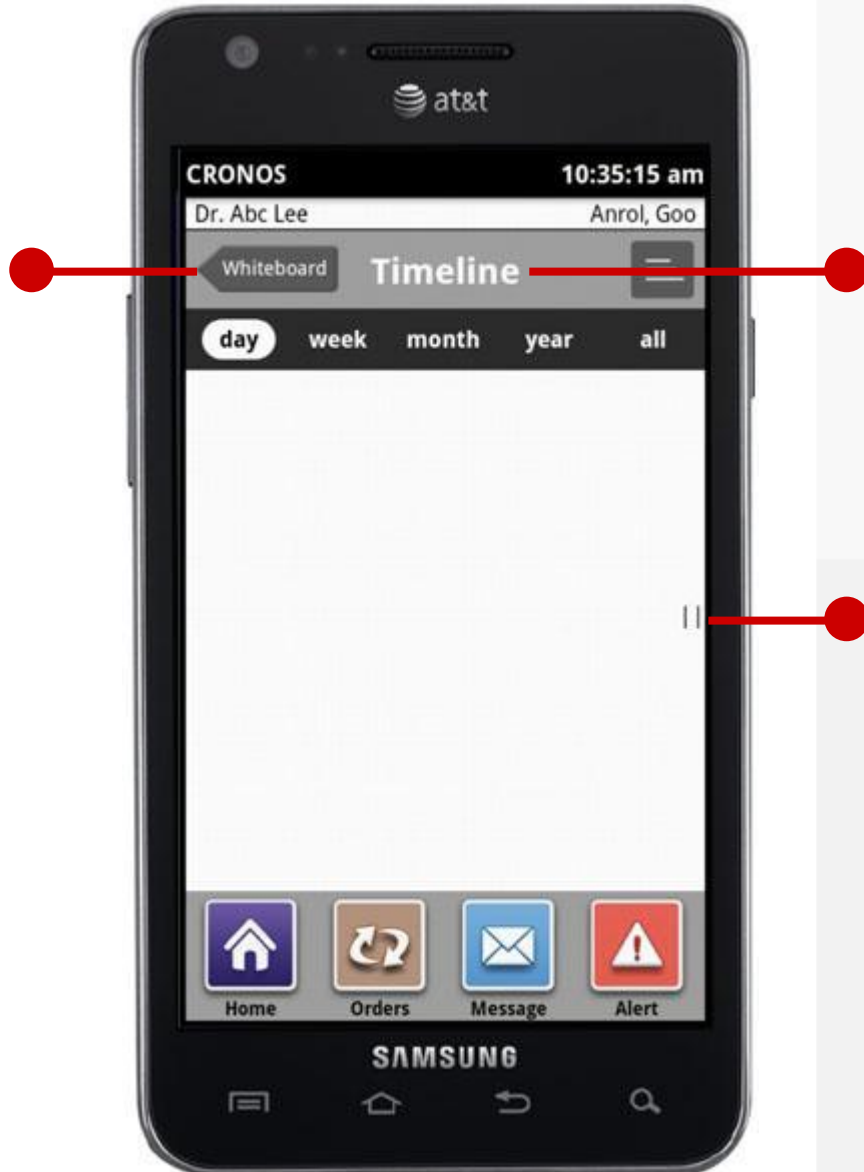 at&t
CRONOS 10:35:15 am
Dr. Abc Lee Anrol, Goo
Whiteboard Timeline
day week month year all
Home Orders Message Alert
SAMSUNG